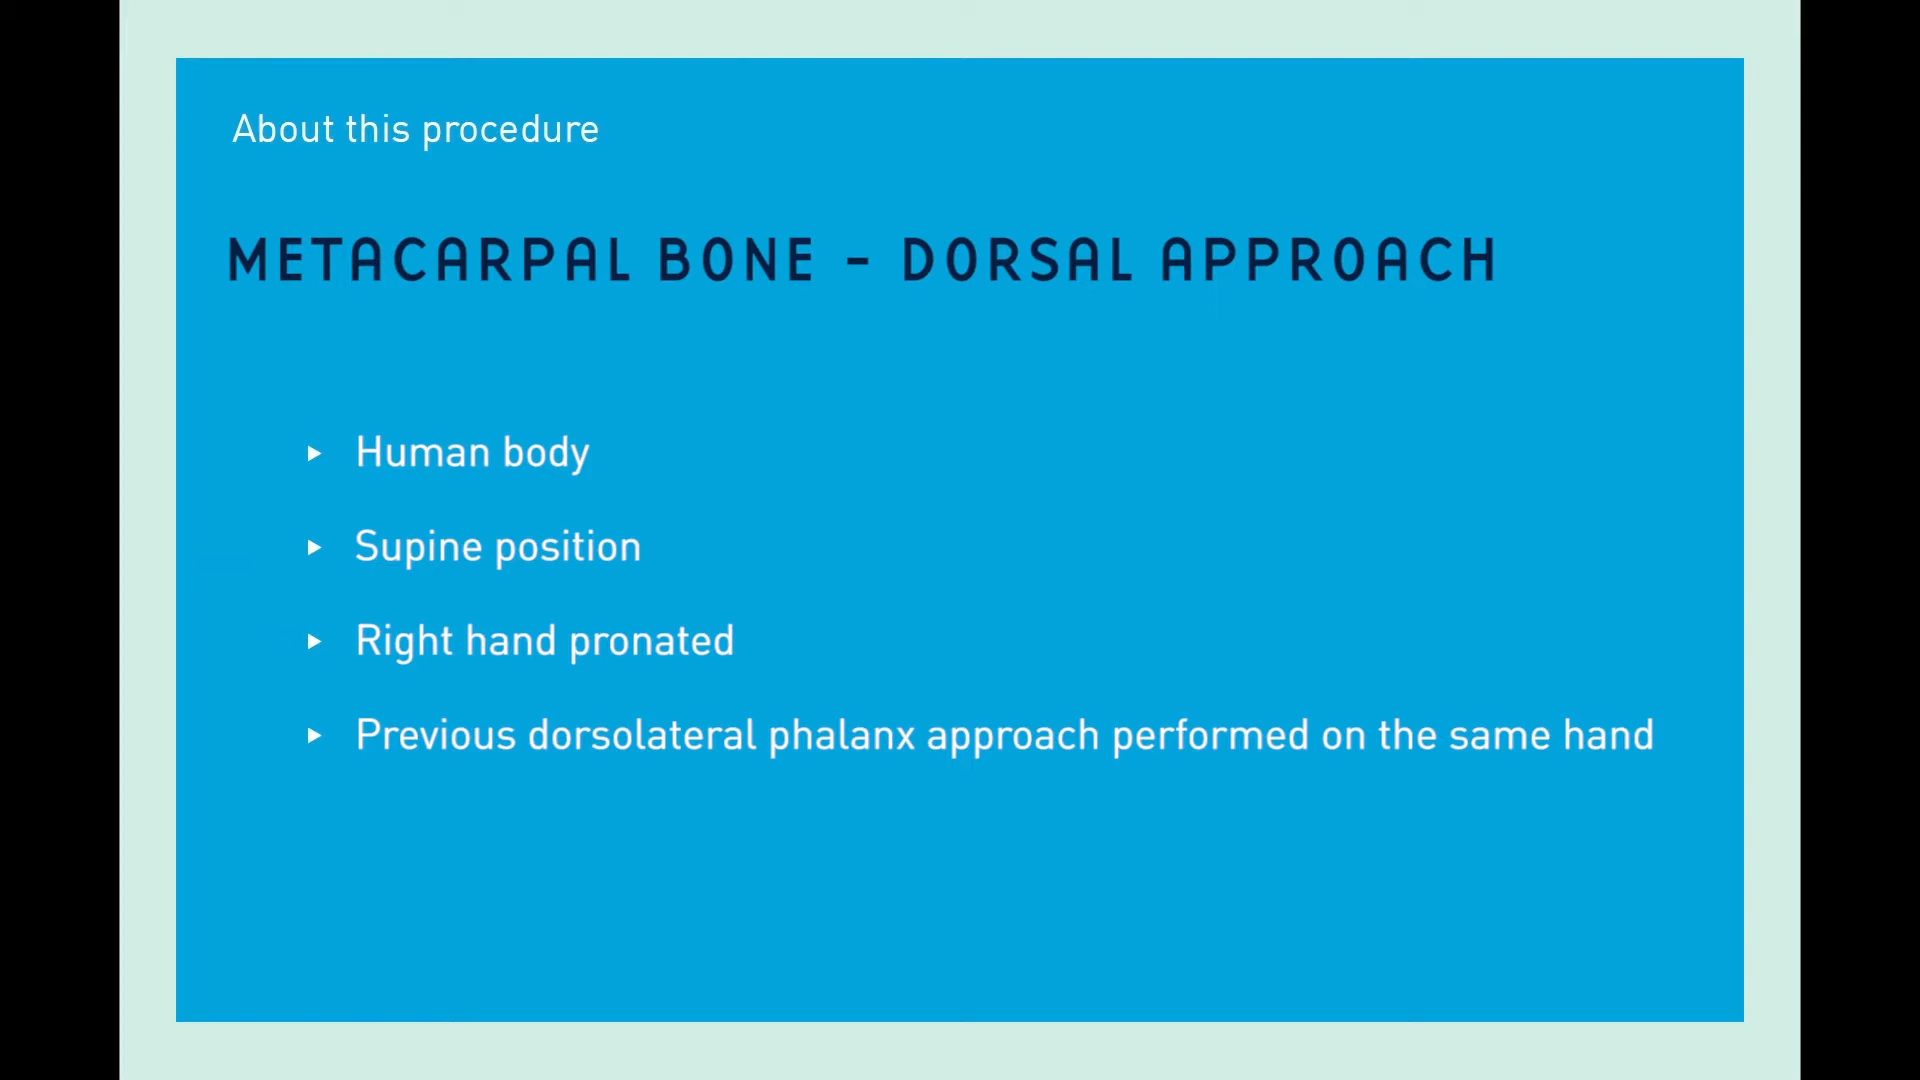 About this procedure
METACARPAL BONE - DORSAL APPROACH
Human body
Supine position
Right hand pronated
Previous dorsolateral phalanx approach performed on the same hand